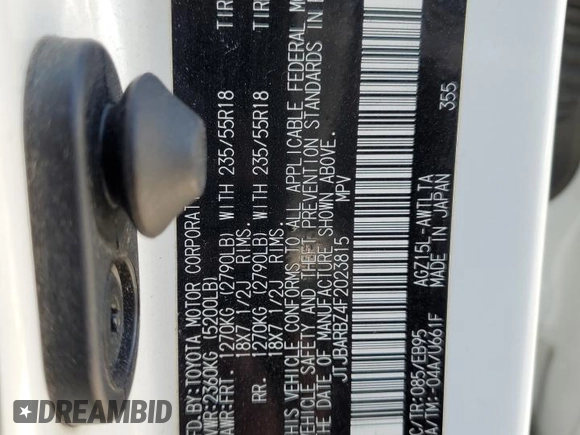 MFD.BY:TOYOTA MOTOR CORPORAT
GVWR:2360KG (5200LB)
GAWR:FRT. 1270KG (2790LB) WITH 235/55R18 TIR
18X7 1/2J RIMS.
RR. 1270KG (2790LB) WITH 235/55R18 TIR
18X7 1/2J RIMS.
THIS VEHICLE CONFORMS TO ALL APPLICABLE FEDERAL MO
VEHICLE SAFETY AND THEFT PREVENTION STANDARDS IN
DATE OF MANUFACTURE SHOWN ABOVE.
JTJBARBZ4F2023815 MPV
C/TR:085/EB95 AGZ15L-AWTLTA
A/TM:-04A/U661F MADE IN JAPAN 355
DREAMBID